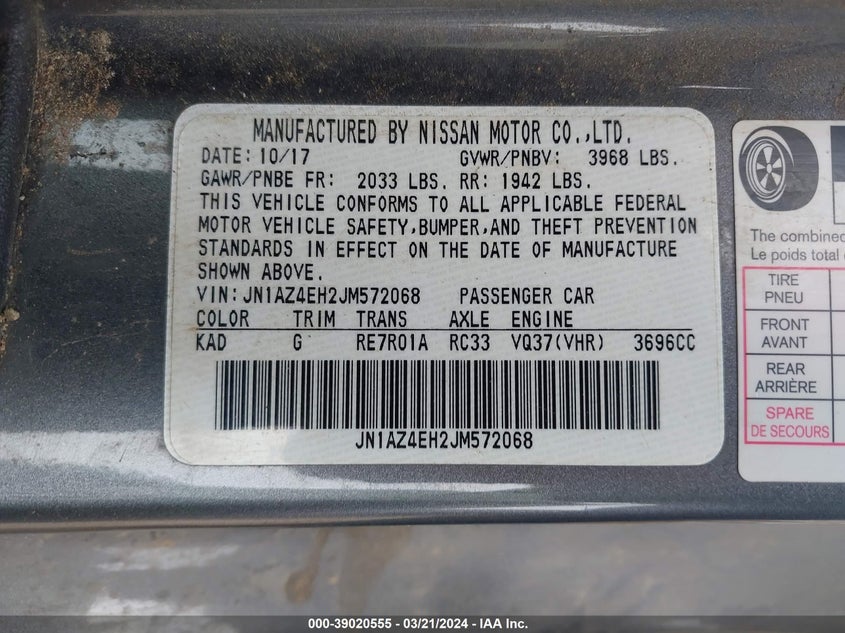 MANUFACTURED BY NISSAN MOTOR CO.,LTD.
DATE: 10/17 GVWR/PNBV: 3968 LBS.
GAWR/PNBE FR: 2033 LBS. RR: 1942 LBS.
THIS VEHICLE CONFORMS TO ALL APPLICABLE FEDERAL
MOTOR VEHICLE SAFETY,BUMPER,AND THEFT PREVENTION
STANDARDS IN EFFECT ON THE DATE OF MANUFACTURE
SHOWN ABOVE.
VIN: JN1AZ4EH2JM572068 PASSENGER CAR
COLOR TRIM TRANS AXLE ENGINE
KAD G RE7R01A RC33 VQ37(VHR) 3696CC
JN1AZ4EH2JM572068
The combined
Le poids total
TIRE
PNEU
FRONT
AVANT
REAR
ARRIÈRE
SPARE
DE SECOURS
000-39020555 - 03/21/2024 - IAA Inc.